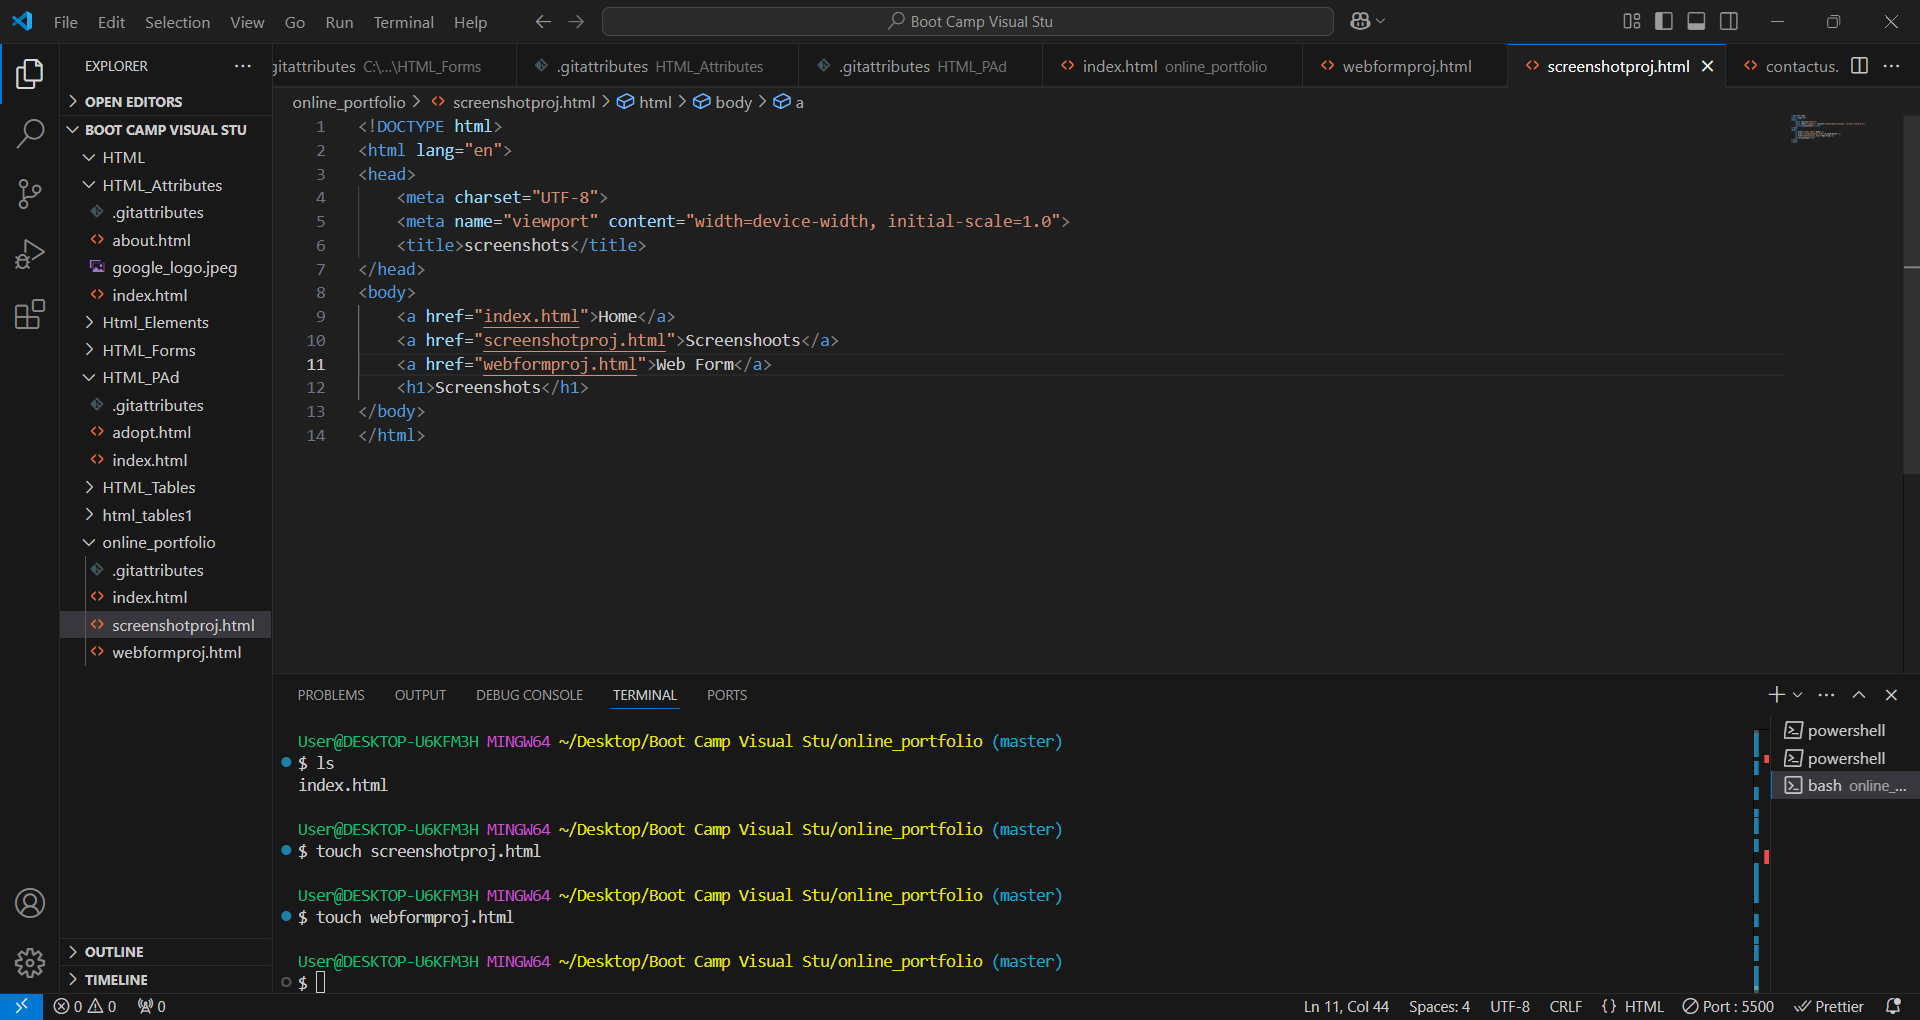 File Edit Selection View Go Run Terminal Help
Boot Camp Visual Stu
EXPLORER
OPEN EDITORS
BOOT CAMP VISUAL STU
HTML
HTML_Attributes
.gitattributes
about.html
google_logo.jpeg
index.html
Html_Elements
HTML_Forms
HTML_PAd
.gitattributes
adopt.html
index.html
HTML_Tables
html_tables1
online_portfolio
.gitattributes
index.html
screenshotproj.html
webformproj.html
OUTLINE
TIMELINE
gitattributes C:\...\HTML_Forms
.gitattributes HTML_Attributes
.gitattributes HTML_PAd
index.html online_portfolio
webformproj.html
screenshotproj.html
contactus.
online_portfolio > screenshotproj.html > html > body > a
1 <!DOCTYPE html>
2 <html lang="en">
3 <head>
4 <meta charset="UTF-8">
5 <meta name="viewport" content="width=device-width, initial-scale=1.0">
6 <title>screenshots</title>
7 </head>
8 <body>
9 <a href="index.html">Home</a>
10 <a href="screenshotproj.html">Screenshoots</a>
11 <a href="webformproj.html">Web Form</a>
12 <h1>Screenshots</h1>
13 </body>
14 </html>
PROBLEMS OUTPUT DEBUG CONSOLE TERMINAL PORTS
User@DESKTOP-U6KFM3H MINGW64 ~/Desktop/Boot Camp Visual Stu/online_portfolio (master)
$ ls
index.html
User@DESKTOP-U6KFM3H MINGW64 ~/Desktop/Boot Camp Visual Stu/online_portfolio (master)
$ touch screenshotproj.html
User@DESKTOP-U6KFM3H MINGW64 ~/Desktop/Boot Camp Visual Stu/online_portfolio (master)
$ touch webformproj.html
User@DESKTOP-U6KFM3H MINGW64 ~/Desktop/Boot Camp Visual Stu/online_portfolio (master)
$
powershell
powershell
bash online_...
0 0 0
Ln 11, Col 44 Spaces: 4 UTF-8 CRLF {} HTML Port : 5500 Prettier